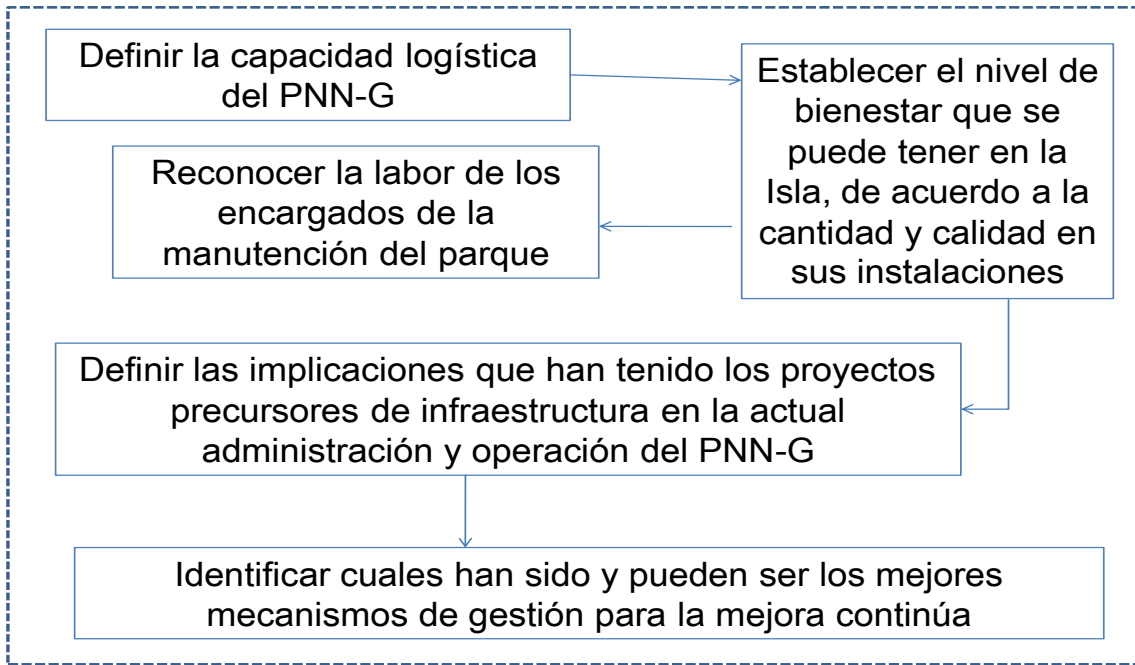 Definir la capacidad logística
del PNN-G
Establecer el nivel de
bienestar que se
puede tener en la
Isla, de acuerdo a la
cantidad y calidad en
sus instalaciones
Reconocer la labor de los
encargados de la
manutención del parque
Definir las implicaciones que han tenido los proyectos
precursores de infraestructura en la actual
administración y operación del PNN-G
Identificar cuales han sido y pueden ser los mejores
mecanismos de gestión para la mejora continúa